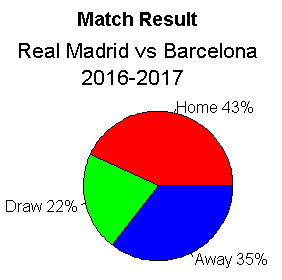 Match Result
Real Madrid vs Barcelona
2016-2017
Home 43%
Draw 22%
Away 35%